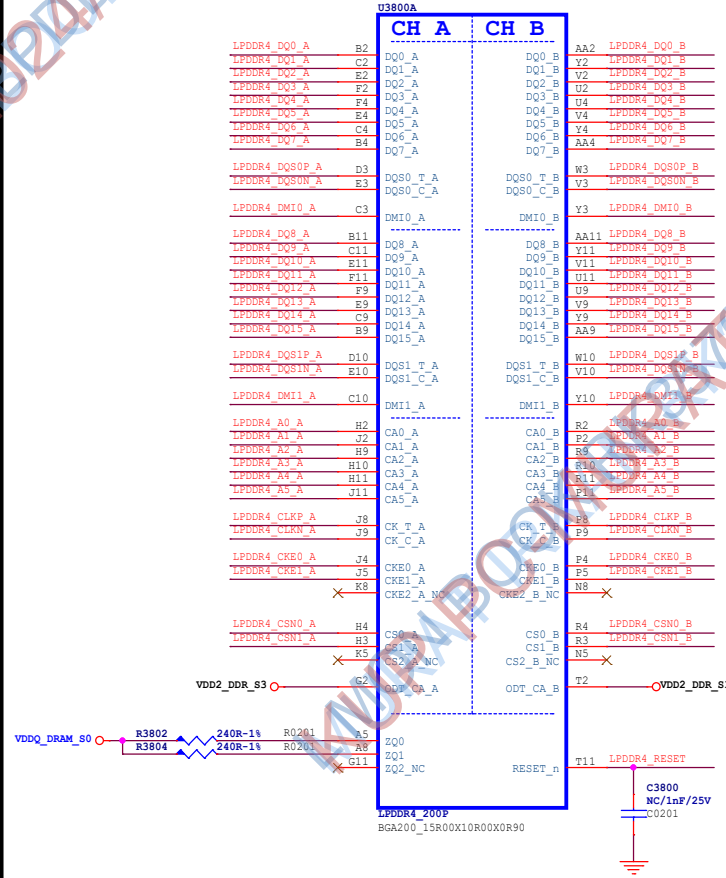 U3800A
CH A CH B
LPDDR4_DQ0_A B2 DQ0_A DQ0_B AA2 LPDDR4_DQ0_B
LPDDR4_DQ1_A C2 DQ1_A DQ1_B Y2 LPDDR4_DQ1_B
LPDDR4_DQ2_A E2 DQ2_A DQ2_B V2 LPDDR4_DQ2_B
LPDDR4_DQ3_A F2 DQ3_A DQ3_B U2 LPDDR4_DQ3_B
LPDDR4_DQ4_A F4 DQ4_A DQ4_B U4 LPDDR4_DQ4_B
LPDDR4_DQ5_A E4 DQ5_A DQ5_B V4 LPDDR4_DQ5_B
LPDDR4_DQ6_A C4 DQ6_A DQ6_B Y4 LPDDR4_DQ6_B
LPDDR4_DQ7_A B4 DQ7_A DQ7_B AA4 LPDDR4_DQ7_B
LPDDR4_DQS0P_A D3 DQS0_T_A DQS0_T_B W3 LPDDR4_DQS0P_B
LPDDR4_DQS0N_A E3 DQS0_C_A DQS0_C_B V3 LPDDR4_DQS0N_B
LPDDR4_DMI0_A C3 DMI0_A DMI0_B Y3 LPDDR4_DMI0_B
LPDDR4_DQ8_A B11 DQ8_A DQ8_B AA11 LPDDR4_DQ8_B
LPDDR4_DQ9_A C11 DQ9_A DQ9_B Y11 LPDDR4_DQ9_B
LPDDR4_DQ10_A E11 DQ10_A DQ10_B V11 LPDDR4_DQ10_B
LPDDR4_DQ11_A F11 DQ11_A DQ11_B U11 LPDDR4_DQ11_B
LPDDR4_DQ12_A F9 DQ12_A DQ12_B U9 LPDDR4_DQ12_B
LPDDR4_DQ13_A E9 DQ13_A DQ13_B V9 LPDDR4_DQ13_B
LPDDR4_DQ14_A C9 DQ14_A DQ14_B Y9 LPDDR4_DQ14_B
LPDDR4_DQ15_A B9 DQ15_A DQ15_B AA9 LPDDR4_DQ15_B
LPDDR4_DQS1P_A D10 DQS1_T_A DQS1_T_B W10 LPDDR4_DQS1P_B
LPDDR4_DQS1N_A E10 DQS1_C_A DQS1_C_B V10 LPDDR4_DQS1N_B
LPDDR4_DMI1_A C10 DMI1_A DMI1_B Y10 LPDDR4_DMI1_B
LPDDR4_A0_A H2 CA0_A CA0_B R2 LPDDR4_A0_B
LPDDR4_A1_A J2 CA1_A CA1_B P2 LPDDR4_A1_B
LPDDR4_A2_A H9 CA2_A CA2_B R9 LPDDR4_A2_B
LPDDR4_A3_A H10 CA3_A CA3_B R10 LPDDR4_A3_B
LPDDR4_A4_A H11 CA4_A CA4_B R11 LPDDR4_A4_B
LPDDR4_A5_A J11 CA5_A CA5_B P11 LPDDR4_A5_B
LPDDR4_CLKP_A J8 CK_T_A CK_T_B P8 LPDDR4_CLKP_B
LPDDR4_CLKN_A J9 CK_C_A CK_C_B P9 LPDDR4_CLKN_B
LPDDR4_CKE0_A J4 CKE0_A CKE0_B P4 LPDDR4_CKE0_B
LPDDR4_CKE1_A J5 CKE1_A CKE1_B P5 LPDDR4_CKE1_B
K8 CKE2_A_NC CKE2_B_NC N8
LPDDR4_CSN0_A H4 CS0_A CS0_B R4 LPDDR4_CSN0_B
LPDDR4_CSN1_A H3 CS1_A CS1_B R3 LPDDR4_CSN1_B
K5 CS2_A_NC CS2_B_NC N5
VDD2_DDR_S3 G2 ODT_CA_A ODT_CA_B T2
VDDQ_DRAM_S0 R3802 240R-1% R0201 A5 ZQ0
R3804 240R-1% R0201 A8 ZQ1
G11 ZQ2_NC RESET_n T11 LPDDR4_RESET
C3800
NC/1nF/25V
C0201
LPDDR4_200P
BGA200_15R00X10R00X0R90